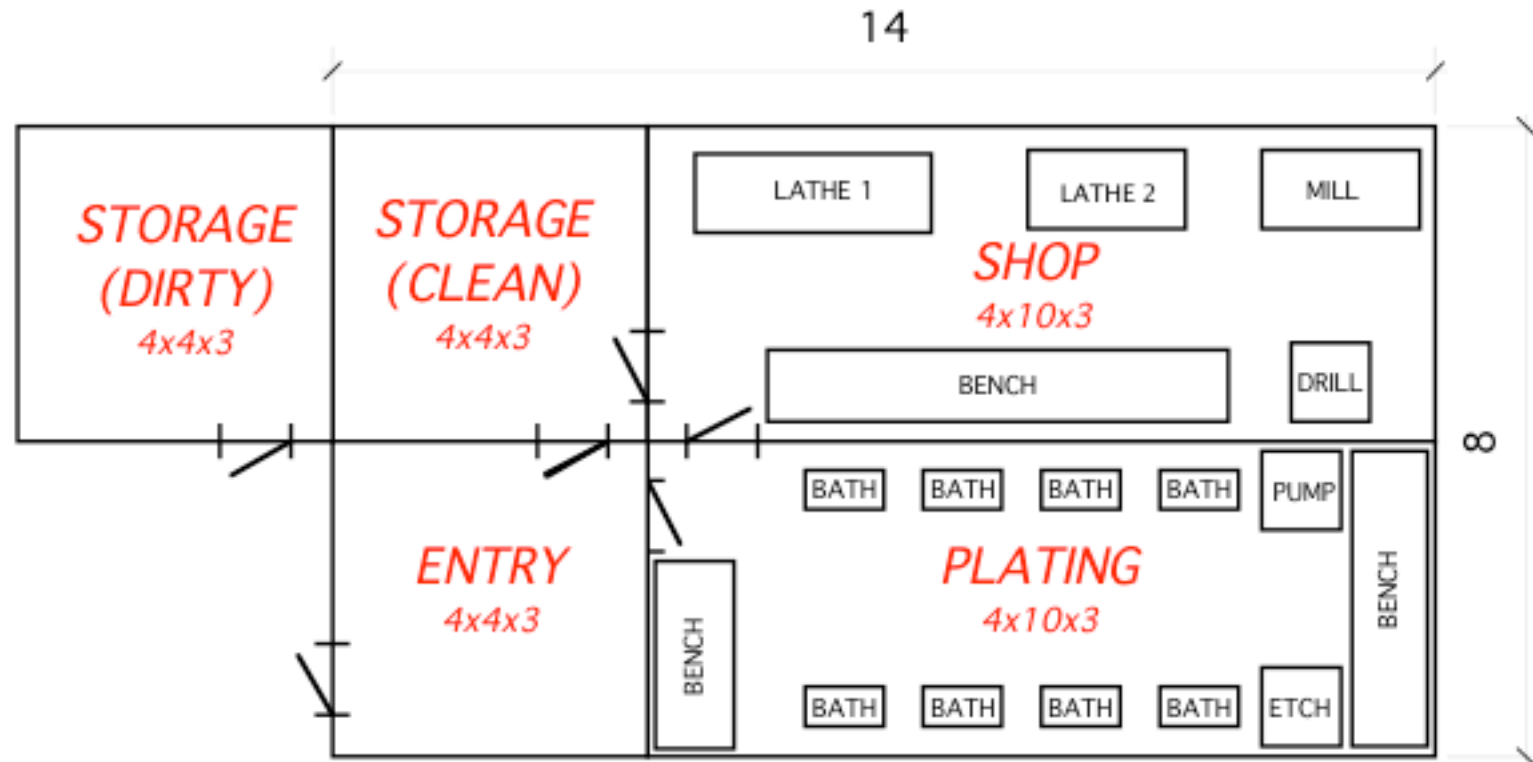 14
LATHE 1
LATHE 2
MILL
STORAGE
(DIRTY)
4x4x3
STORAGE
(CLEAN)
4x4x3
SHOP
4x10x3
BENCH
DRILL
8
BATH
BATH
BATH
BATH
PUMP
ENTRY
4x4x3
PLATING
4x10x3
BENCH
BENCH
BATH
BATH
BATH
BATH
ETCH